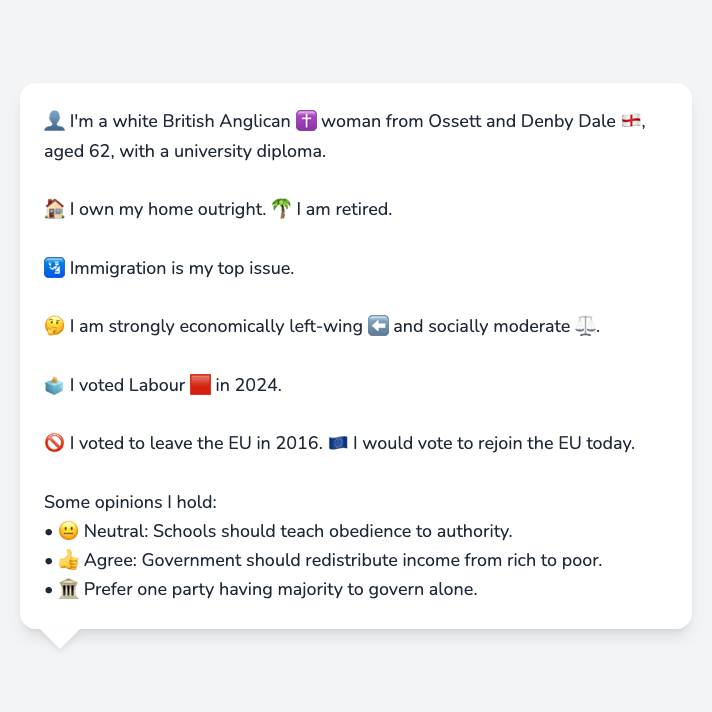 👤 I'm a white British Anglican ✝️ woman from Ossett and Denby Dale 🏴󠁧󠁢󠁥󠁮󠁧󠁿,
aged 62, with a university diploma.
🏠 I own my home outright. 🌴 I am retired.
🛂 Immigration is my top issue.
🤔 I am strongly economically left-wing ⬅️ and socially moderate ⚖️.
🗳️ I voted Labour 🟥 in 2024.
🚫 I voted to leave the EU in 2016. 🇪🇺 I would vote to rejoin the EU today.
Some opinions I hold:
• 😐 Neutral: Schools should teach obedience to authority.
• 👍 Agree: Government should redistribute income from rich to poor.
• 🏛️ Prefer one party having majority to govern alone.